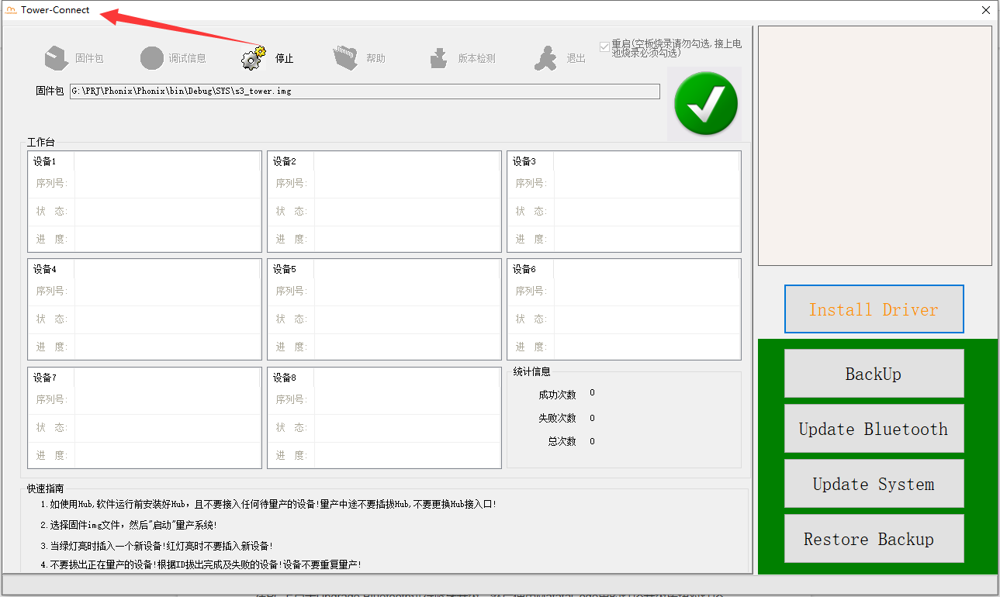 Tower-Connect
固件包
调试信息
停止
帮助
版本检测
退出
重启(空板烧录请勿勾选,接上电
池烧录必须勾选)
固件包
G:\PRJ\Phonix\Phonix\bin\Debug\SYS\s3_tower.img
工作台
设备1
序列号:
状 态:
进 度:
设备2
序列号:
状 态:
进 度:
设备3
序列号:
状 态:
进 度:
设备4
序列号:
状 态:
进 度:
设备5
序列号:
状 态:
进 度:
设备6
序列号:
状 态:
进 度:
设备7
序列号:
状 态:
进 度:
设备8
序列号:
状 态:
进 度:
统计信息
成功次数 0
失败次数 0
总次数 0
快速指南
1.如使用Hub,软件运行前安装好Hub，且不要接入任何待量产的设备!量产中途不要插拔Hub,不要更换Hub接入口!
2.选择固件img文件，然后"启动"量产系统!
3.当绿灯亮时插入一个新设备!红灯亮时不要插入新设备!
4.不要拔出正在量产的设备!根据ID拔出完成及失败的设备!设备不要重复量产!
Install Driver
BackUp
Update Bluetooth
Update System
Restore Backup